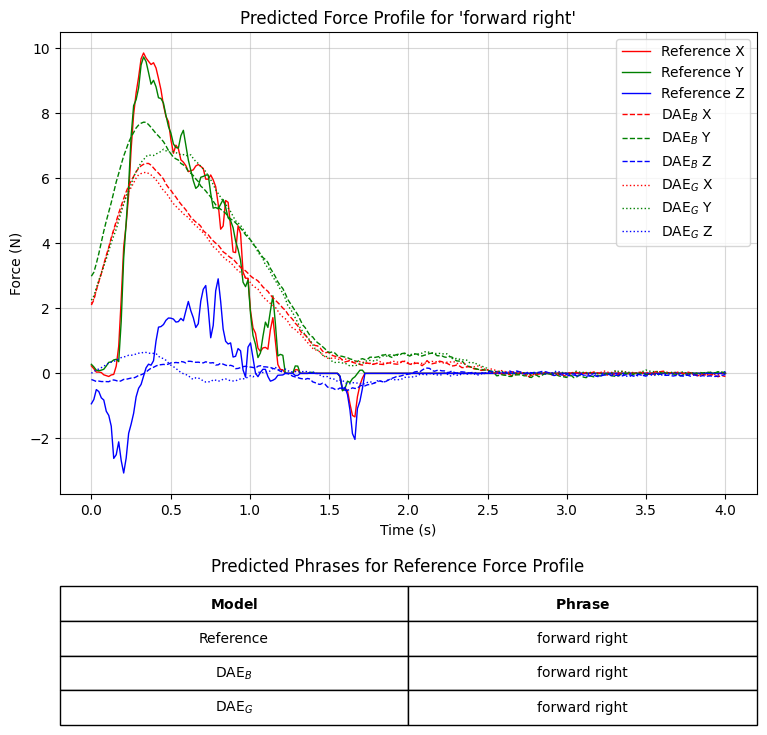 Predicted Force Profile for 'forward right'
Force (N)
10
8
6
4
2
0
−2
Reference X
Reference Y
Reference Z
DAE_B X
DAE_B Y
DAE_B Z
DAE_G X
DAE_G Y
DAE_G Z
0.0 0.5 1.0 1.5 2.0 2.5 3.0 3.5 4.0
Time (s)
Predicted Phrases for Reference Force Profile
Model Phrase
Reference forward right
DAE_B forward right
DAE_G forward right